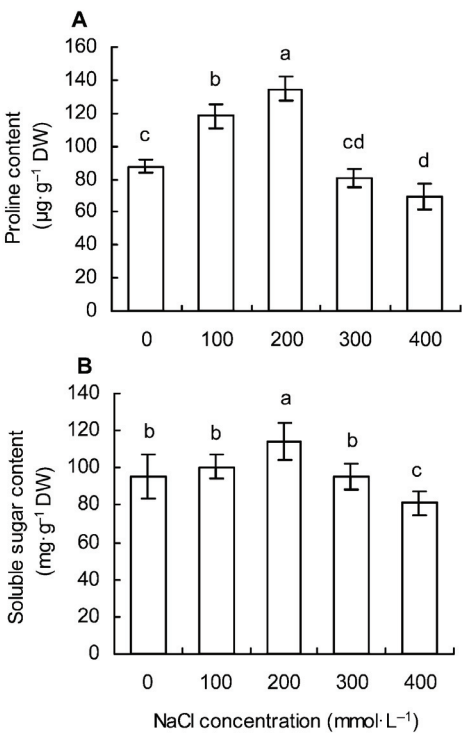 A
160
140
120
100
80
60
40
20
0
Proline content
(µg·g⁻¹ DW)
c
b
a
cd
d
0 100 200 300 400
B
140
120
100
80
60
40
20
0
Soluble sugar content
(mg·g⁻¹ DW)
b
b
a
b
c
0 100 200 300 400
NaCl concentration (mmol·L⁻¹)